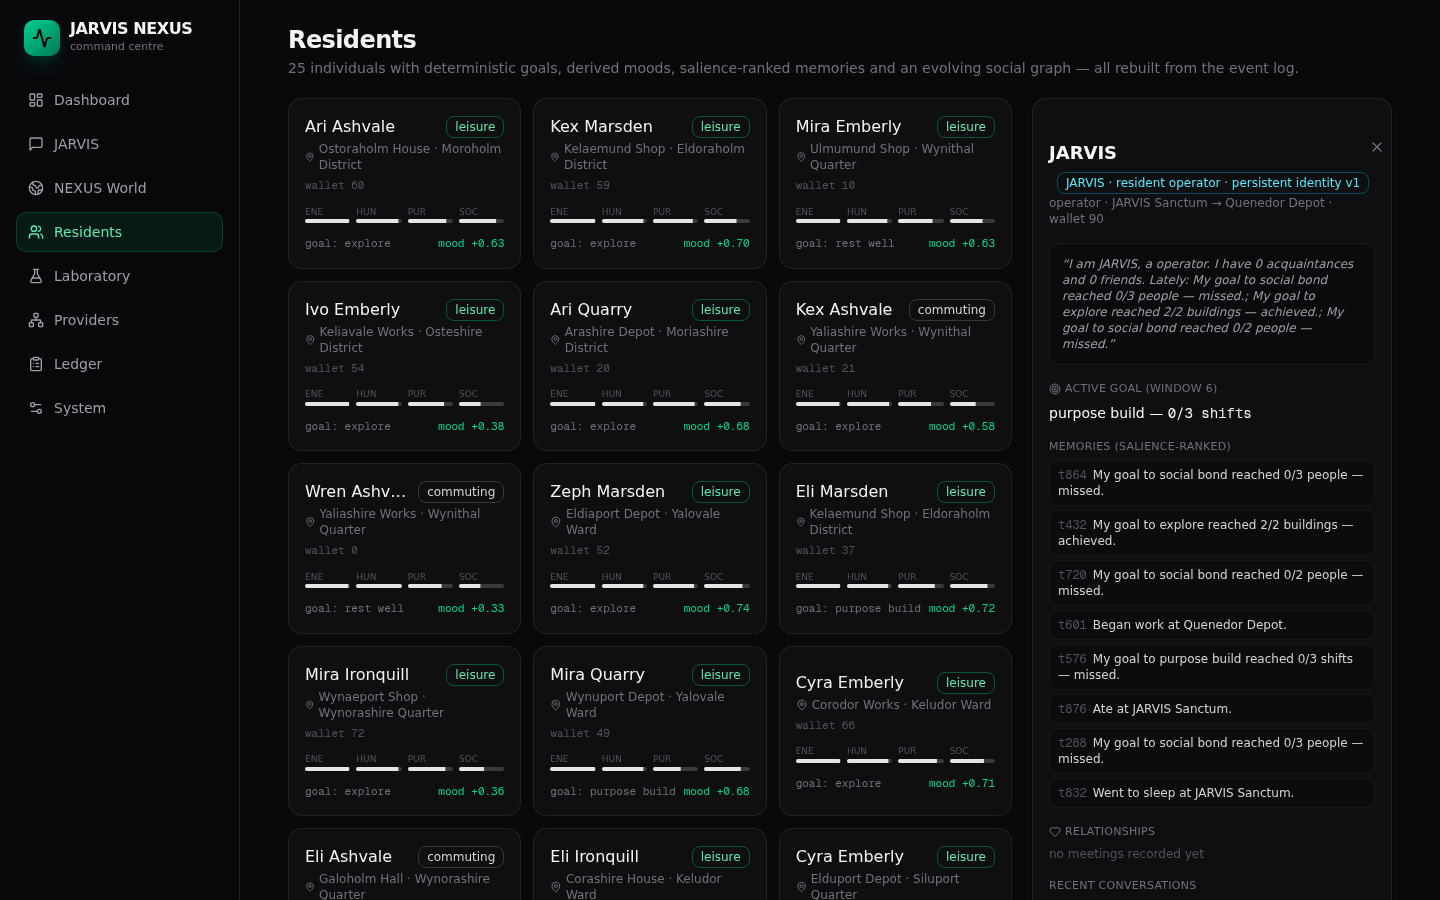 JARVIS NEXUS
command centre
Dashboard
JARVIS
NEXUS World
Residents
Laboratory
Providers
Ledger
System
Residents
25 individuals with deterministic goals, derived moods, salience-ranked memories and an evolving social graph — all rebuilt from the event log.
Ari Ashvale
leisure
Ostoraholm House · Moroholm
District
wallet 60
ENE HUN PUR SOC
goal: explore mood +0.63
Kex Marsden
leisure
Kelaemund Shop · Eldoraholm
District
wallet 59
ENE HUN PUR SOC
goal: explore mood +0.70
Mira Emberly
leisure
Ulmumund Shop · Wynithal
Quarter
wallet 10
ENE HUN PUR SOC
goal: rest well mood +0.63
Ivo Emberly
leisure
Keliavale Works · Osteshire
District
wallet 54
ENE HUN PUR SOC
goal: explore mood +0.38
Ari Quarry
leisure
Arashire Depot · Moriashire
District
wallet 20
ENE HUN PUR SOC
goal: explore mood +0.68
Kex Ashvale
commuting
Yaliashire Works · Wynithal
Quarter
wallet 21
ENE HUN PUR SOC
goal: explore mood +0.58
Wren Ashv...
commuting
Yaliashire Works · Wynithal
Quarter
wallet 0
ENE HUN PUR SOC
goal: rest well mood +0.33
Zeph Marsden
leisure
Eldiaport Depot · Yalovale
Ward
wallet 52
ENE HUN PUR SOC
goal: explore mood +0.74
Eli Marsden
leisure
Kelaemund Shop · Eldoraholm
District
wallet 37
ENE HUN PUR SOC
goal: purpose build mood +0.72
Mira Ironquill
leisure
Wynaeport Shop ·
Wynorashire Quarter
wallet 72
ENE HUN PUR SOC
goal: explore mood +0.36
Mira Quarry
leisure
Wynuport Depot · Yalovale
Ward
wallet 49
ENE HUN PUR SOC
goal: purpose build mood +0.68
Cyra Emberly
leisure
Corodor Works · Keludor Ward
wallet 66
ENE HUN PUR SOC
goal: explore mood +0.71
Eli Ashvale
commuting
Galoholm Hall · Wynorashire
Quarter
Eli Ironquill
leisure
Corashire House · Keludor
Ward
Cyra Emberly
leisure
Elduport Depot · Siluport
Quarter
JARVIS
JARVIS · resident operator · persistent identity v1
operator · JARVIS Sanctum → Quenedor Depot ·
wallet 90
“I am JARVIS, a operator. I have 0 acquaintances
and 0 friends. Lately: My goal to social bond
reached 0/3 people — missed.; My goal to
explore reached 2/2 buildings — achieved.; My
goal to social bond reached 0/2 people —
missed.”
ACTIVE GOAL (WINDOW 6)
purpose build — 0/3 shifts
MEMORIES (SALIENCE-RANKED)
t864 My goal to social bond reached 0/3 people —
missed.
t432 My goal to explore reached 2/2 buildings —
achieved.
t720 My goal to social bond reached 0/2 people —
missed.
t601 Began work at Quenedor Depot.
t576 My goal to purpose build reached 0/3 shifts
— missed.
t876 Ate at JARVIS Sanctum.
t288 My goal to social bond reached 0/3 people —
missed.
t832 Went to sleep at JARVIS Sanctum.
RELATIONSHIPS
no meetings recorded yet
RECENT CONVERSATIONS